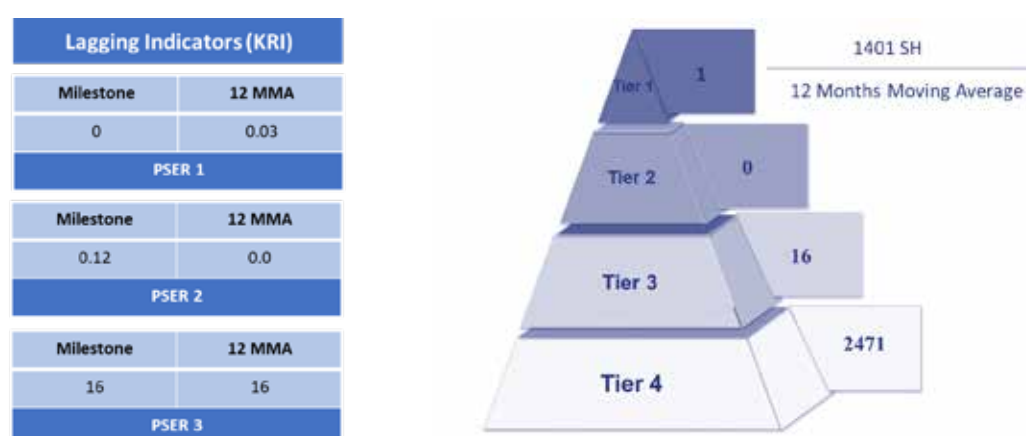 Lagging Indicators (KRI)
Milestone 12 MMA
0 0.03
PSER 1
Milestone 12 MMA
0.12 0.0
PSER 2
Milestone 12 MMA
16 16
PSER 3
1401 SH
12 Months Moving Average
Tier 1 1
Tier 2 0
Tier 3 16
Tier 4 2471